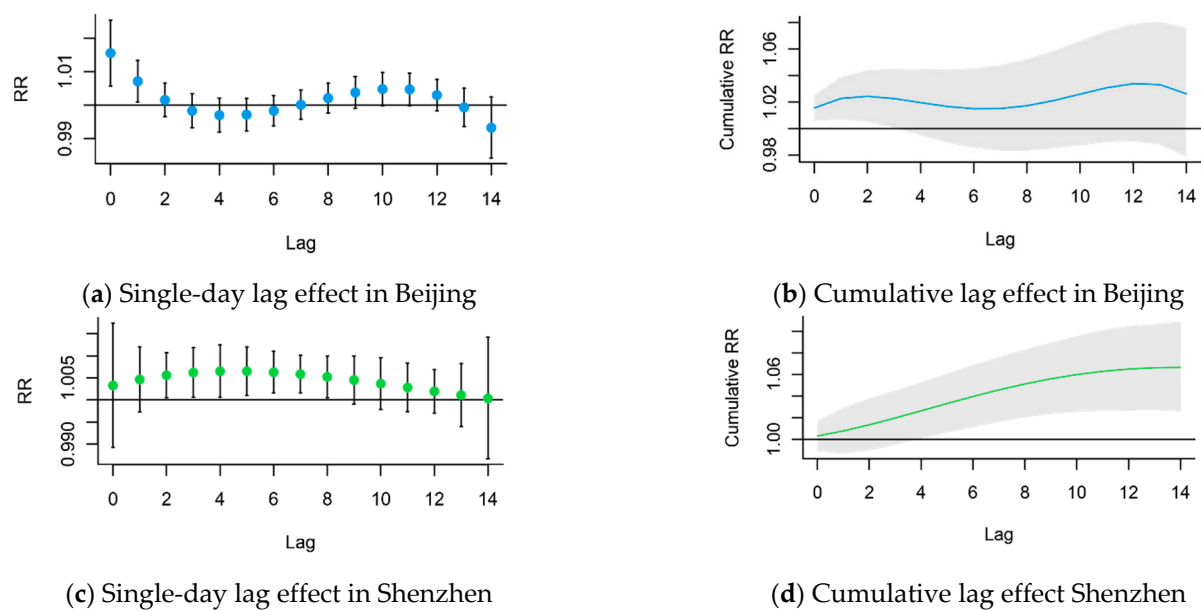 RR
1.01
0.99
0 2 4 6 8 10 12 14
Lag
(a) Single-day lag effect in Beijing
Cumulative RR
1.06
1.02
0.98
0 2 4 6 8 10 12 14
Lag
(b) Cumulative lag effect in Beijing
RR
1.005
0.990
0 2 4 6 8 10 12 14
Lag
(c) Single-day lag effect in Shenzhen
Cumulative RR
1.06
1.00
0 2 4 6 8 10 12 14
Lag
(d) Cumulative lag effect Shenzhen